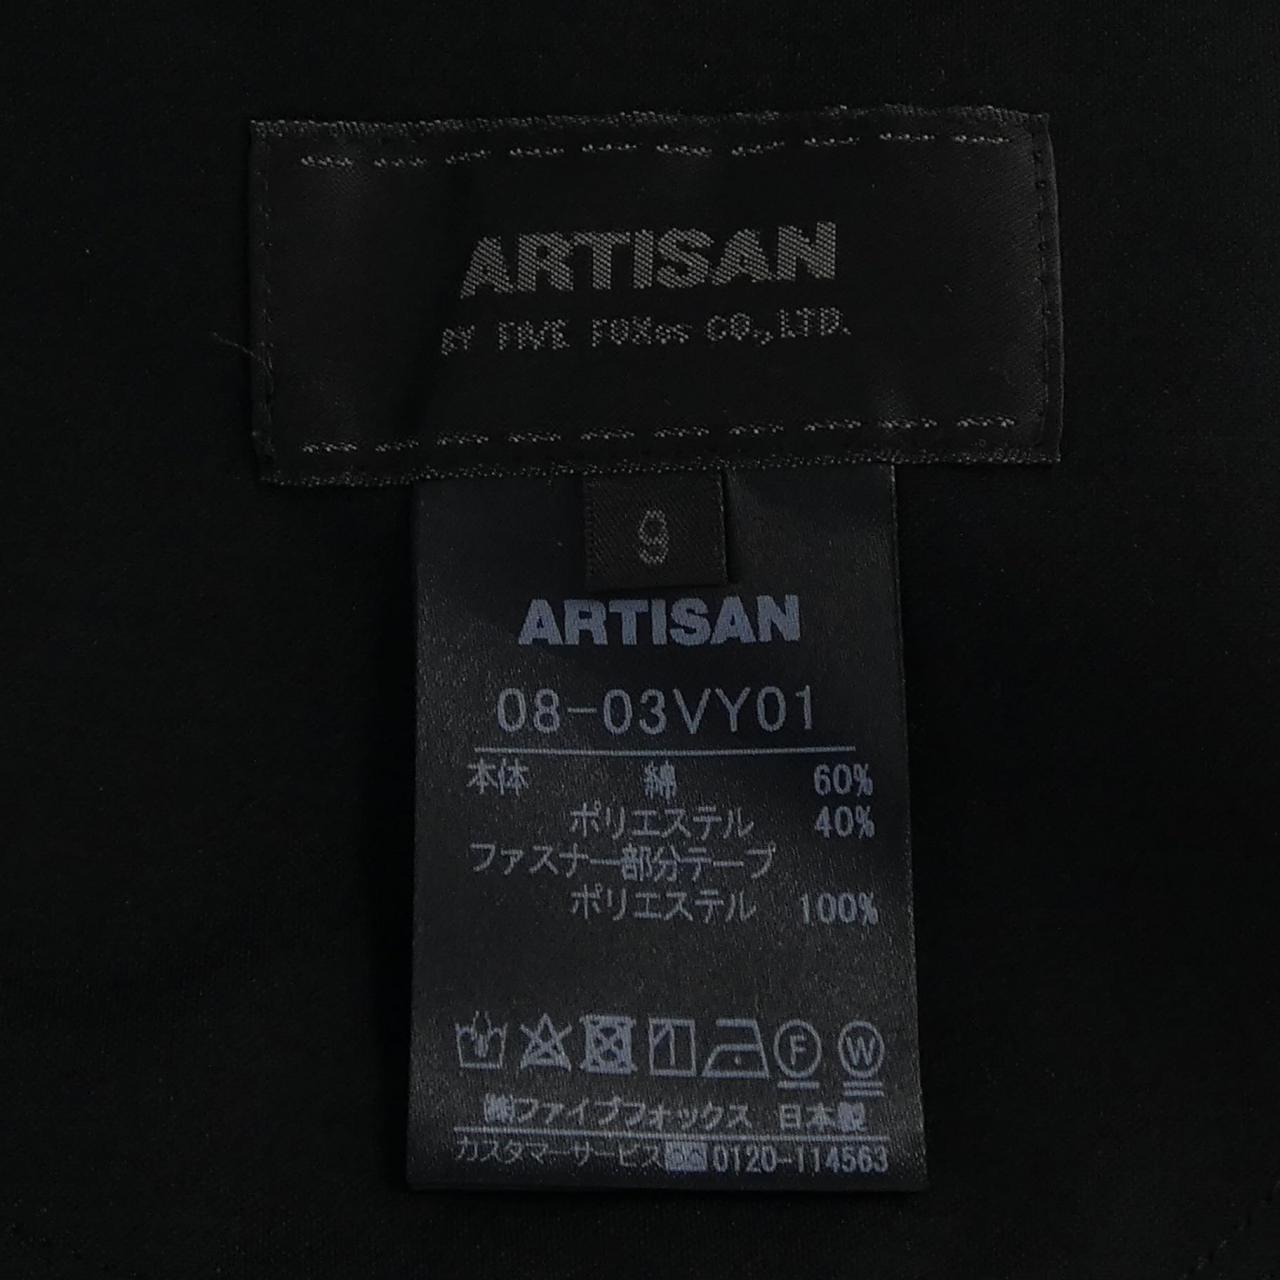 ARTISAN
BY FIVE FOXes CO.,LTD.
9
ARTISAN
08-03VY01
本体 綿 60%
ポリエステル 40%
ファスナー部分テープ
ポリエステル 100%
F W
㈱ファイブフォックス 日本製
カスタマーサービス 0120-114563